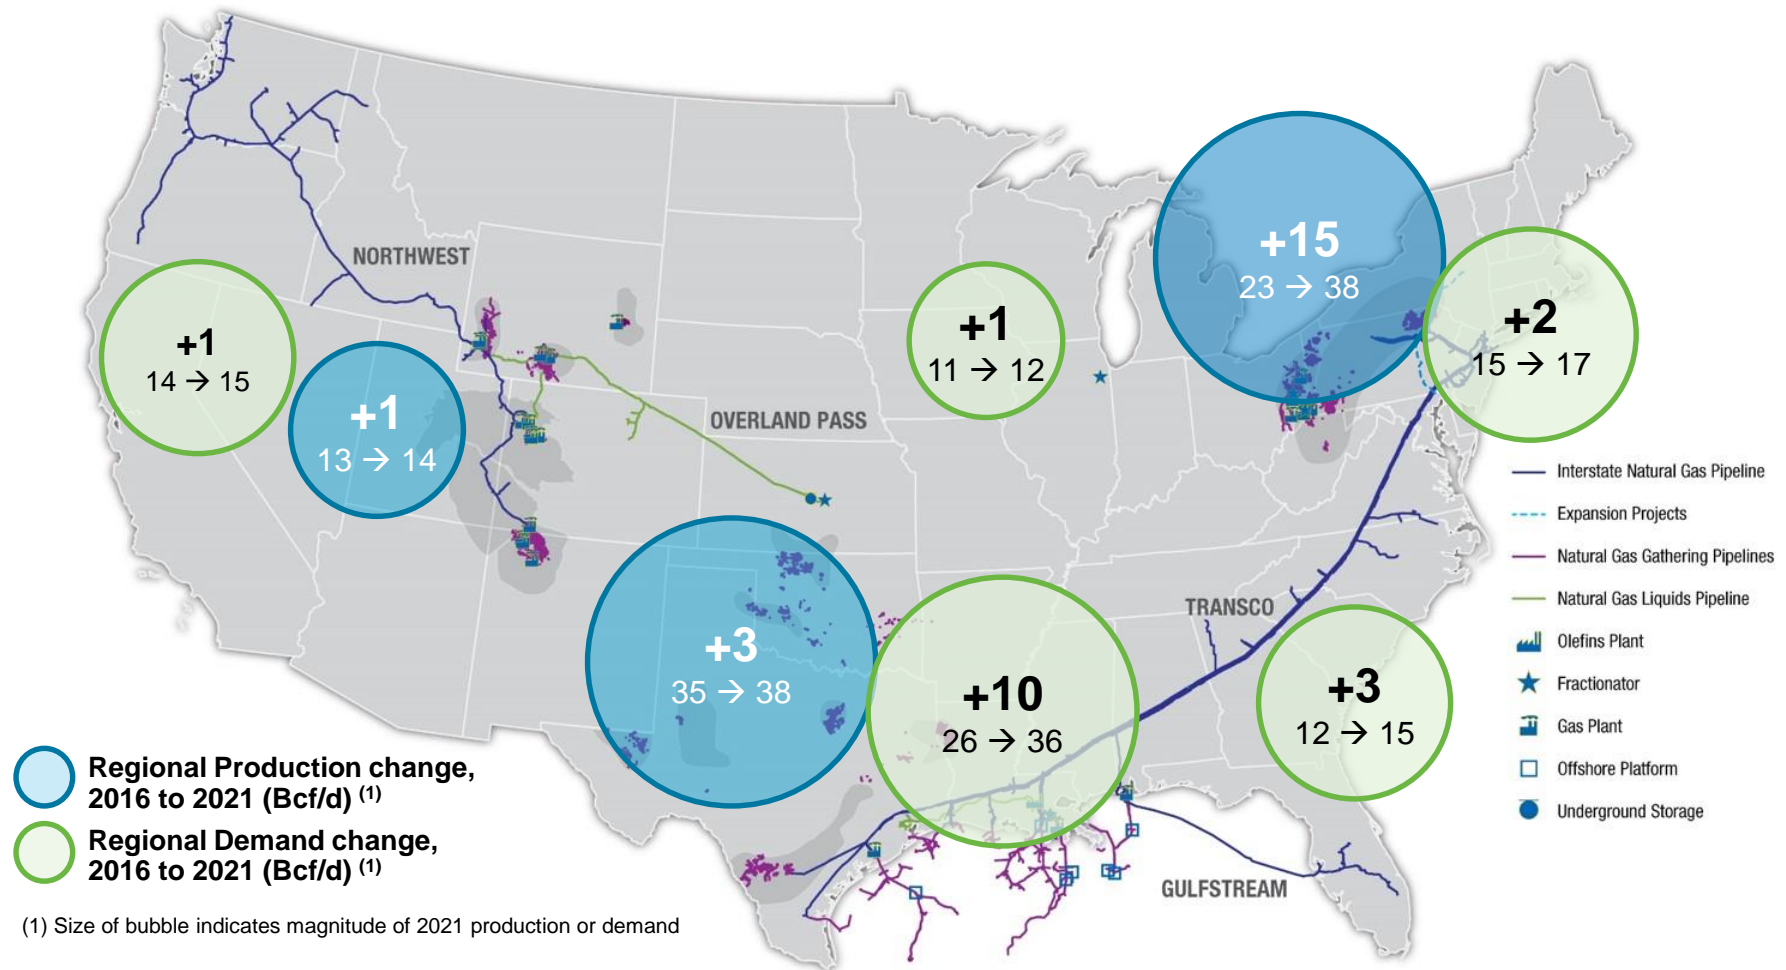 NORTHWEST
+15
23 → 38
+1
14 → 15
+1
11 → 12
+2
15 → 17
+1
13 → 14
OVERLAND PASS
Interstate Natural Gas Pipeline
Expansion Projects
Natural Gas Gathering Pipelines
Natural Gas Liquids Pipeline
Olefins Plant
Fractionator
Gas Plant
Offshore Platform
Underground Storage
TRANSCO
+3
35 → 38
+10
26 → 36
+3
12 → 15
GULFSTREAM
Regional Production change,
2016 to 2021 (Bcf/d) (1)
Regional Demand change,
2016 to 2021 (Bcf/d) (1)
(1) Size of bubble indicates magnitude of 2021 production or demand